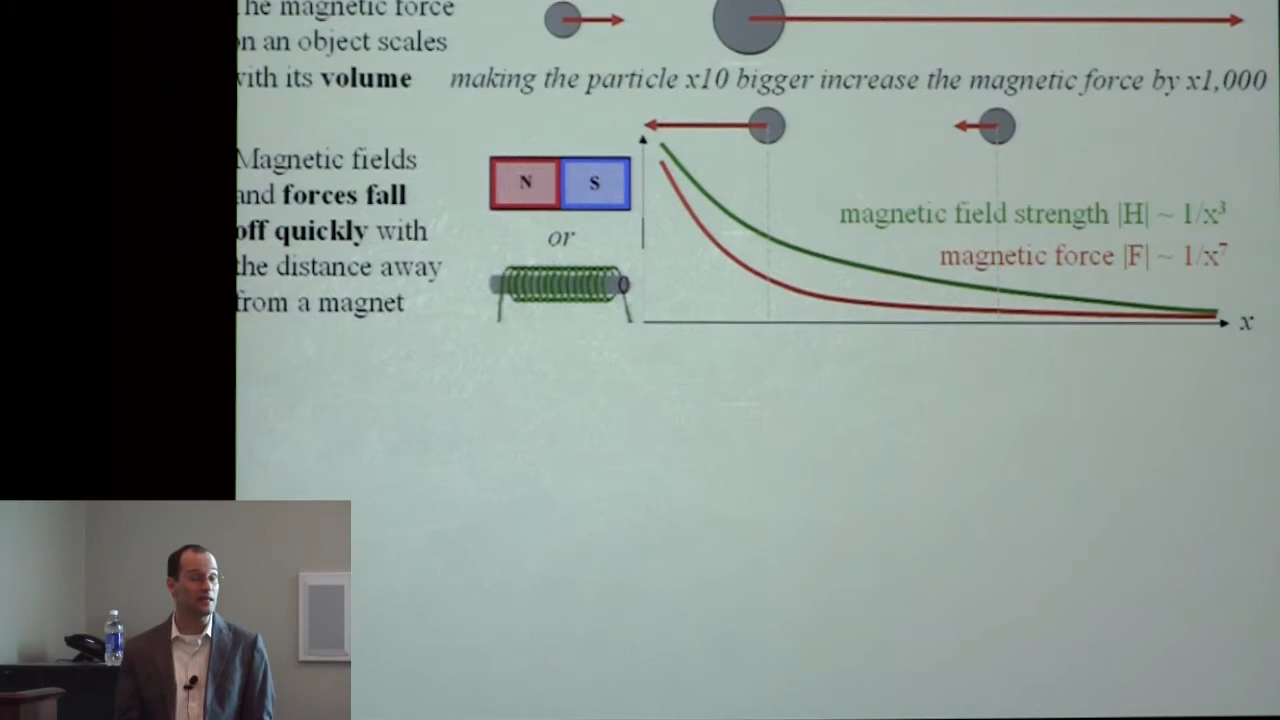 The magnetic force
on an object scales
with its volume
making the particle x10 bigger increase the magnetic force by x1,000
Magnetic fields
and forces fall
off quickly with
the distance away
from a magnet
N S
or
magnetic field strength |H| ~ 1/x³
magnetic force |F| ~ 1/x⁷
x